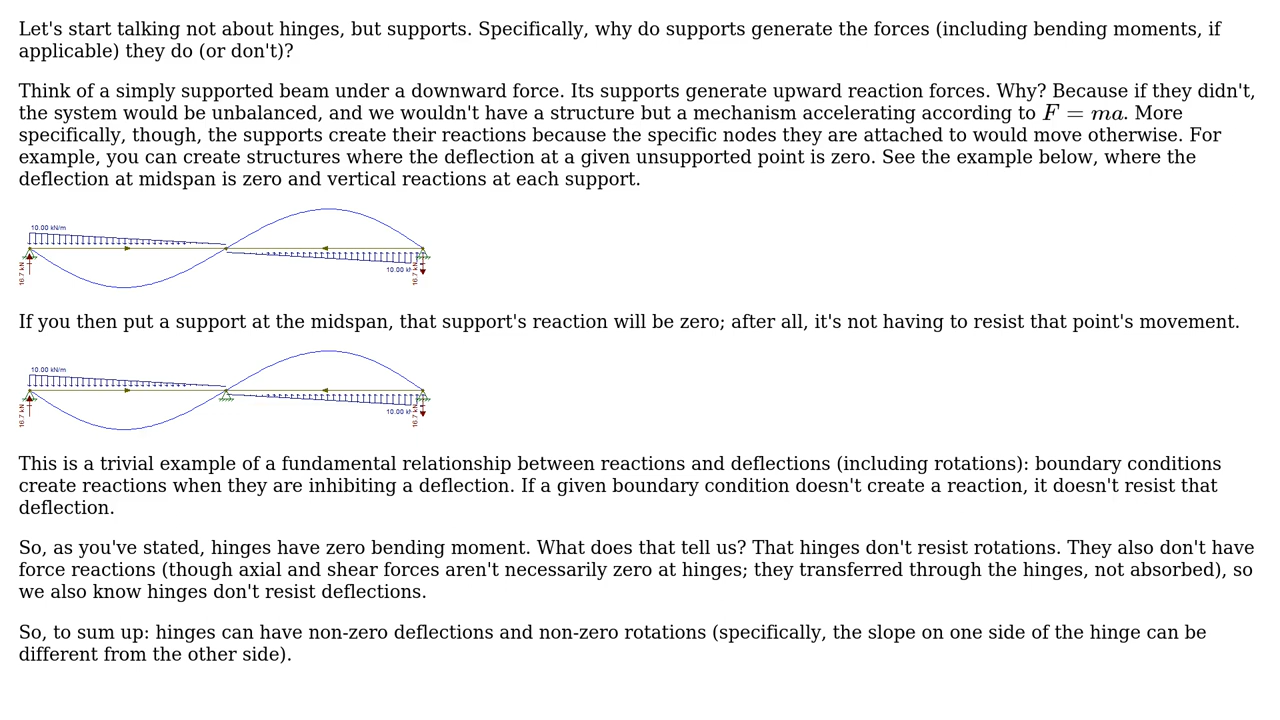 Let's start talking not about hinges, but supports. Specifically, why do supports generate the forces (including bending moments, if
applicable) they do (or don't)?
Think of a simply supported beam under a downward force. Its supports generate upward reaction forces. Why? Because if they didn't,
the system would be unbalanced, and we wouldn't have a structure but a mechanism accelerating according to F = ma. More
specifically, though, the supports create their reactions because the specific nodes they are attached to would move otherwise. For
example, you can create structures where the deflection at a given unsupported point is zero. See the example below, where the
deflection at midspan is zero and vertical reactions at each support.
10.00 kN/m
16.7 kN
10.00 k
16.7 kN
If you then put a support at the midspan, that support's reaction will be zero; after all, it's not having to resist that point's movement.
10.00 kN/m
16.7 kN
10.00 k
16.7 kN
This is a trivial example of a fundamental relationship between reactions and deflections (including rotations): boundary conditions
create reactions when they are inhibiting a deflection. If a given boundary condition doesn't create a reaction, it doesn't resist that
deflection.
So, as you've stated, hinges have zero bending moment. What does that tell us? That hinges don't resist rotations. They also don't have
force reactions (though axial and shear forces aren't necessarily zero at hinges; they transferred through the hinges, not absorbed), so
we also know hinges don't resist deflections.
So, to sum up: hinges can have non-zero deflections and non-zero rotations (specifically, the slope on one side of the hinge can be
different from the other side).